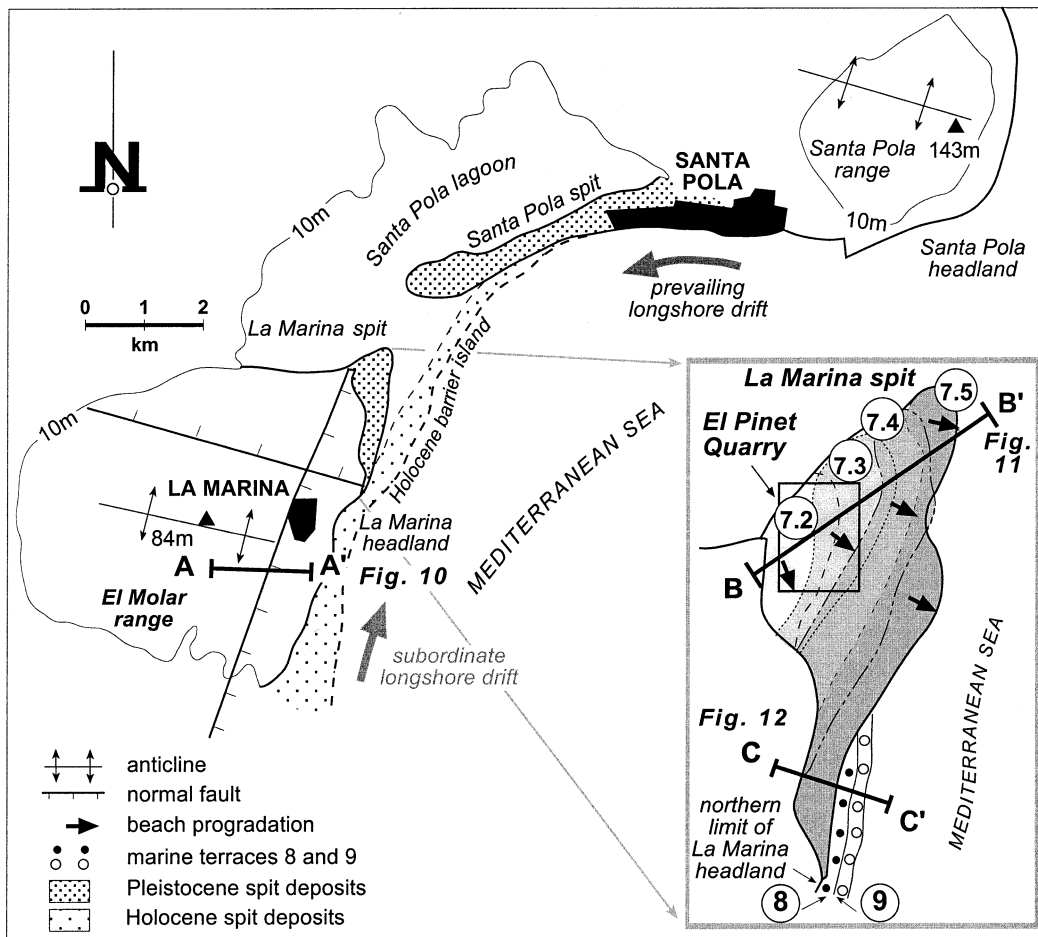 N
10m
Santa Pola lagoon
Santa Pola spit
SANTA
POLA
Santa Pola
range
143m
10m
Santa Pola
headland
prevailing
longshore drift
0 1 2
km
La Marina spit
Holocene barrier island
MEDITERRANEAN SEA
10m
LA MARINA
84m
A A'
La Marina
headland
Fig. 10
El Molar
range
subordinate
longshore drift
anticline
normal fault
beach progradation
marine terraces 8 and 9
Pleistocene spit deposits
Holocene spit deposits
La Marina spit
El Pinet
Quarry
7.5
7.4
7.3
7.2
B'
Fig.
11
B
Fig. 12
C
C'
MEDITERRANEAN SEA
northern
limit of
La Marina
headland
8
9